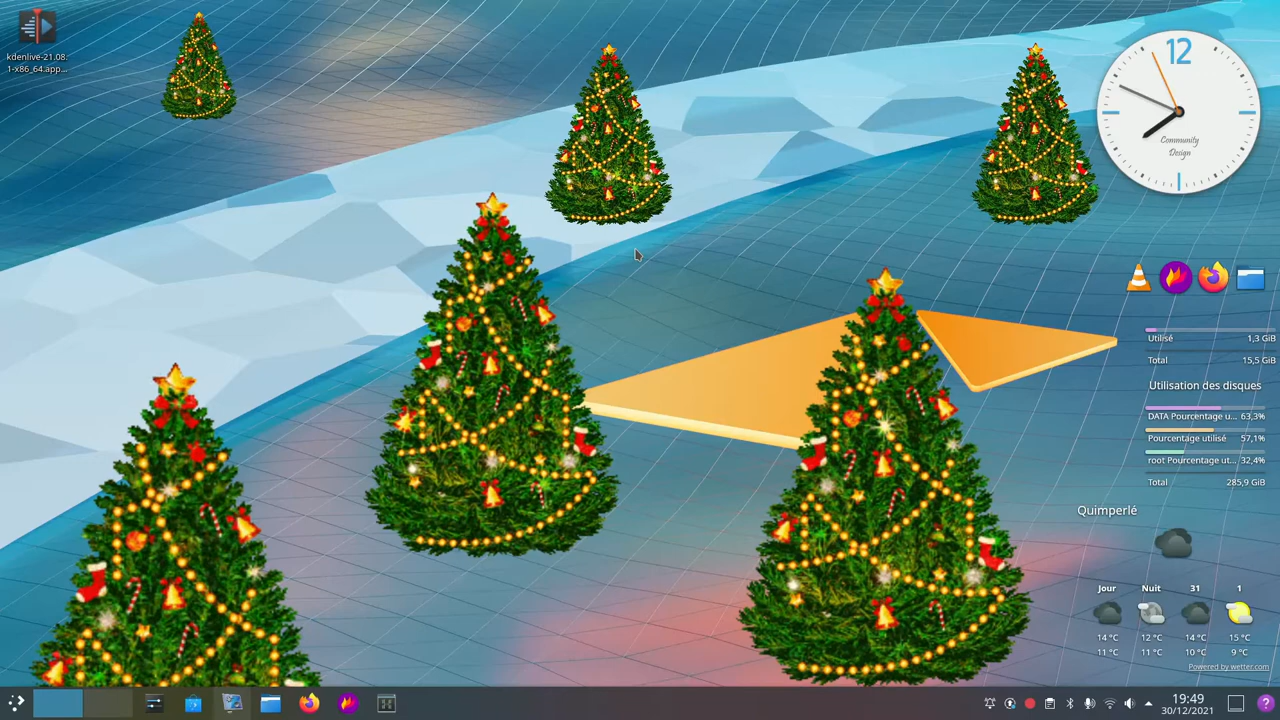 kdenlive-21.08.
1-x86_64.app...
12
Community
Design
Utilisé 1,3 GiB
Total 15,5 GiB
Utilisation des disques
DATA Pourcentage u... 63,3%
Pourcentage utilisé 57,1%
root Pourcentage ut... 32,4%
Total 285,9 GiB
Quimperlé
Jour Nuit 31 1
14 °C 12 °C 14 °C 15 °C
11 °C 11 °C 10 °C 9 °C
Powered by wetter.com
19:49
30/12/2021
?